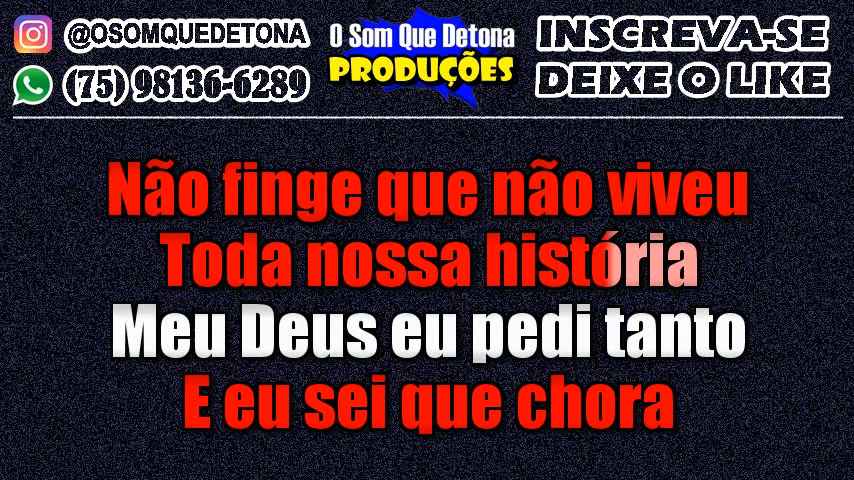 @OSOMQUEDETONA
(75) 98136-6289
O Som Que Detona
PRODUÇÕES
INSCREVA-SE
DEIXE O LIKE
Não finge que não viveu
Toda nossa história
Meu Deus eu pedi tanto
E eu sei que chora